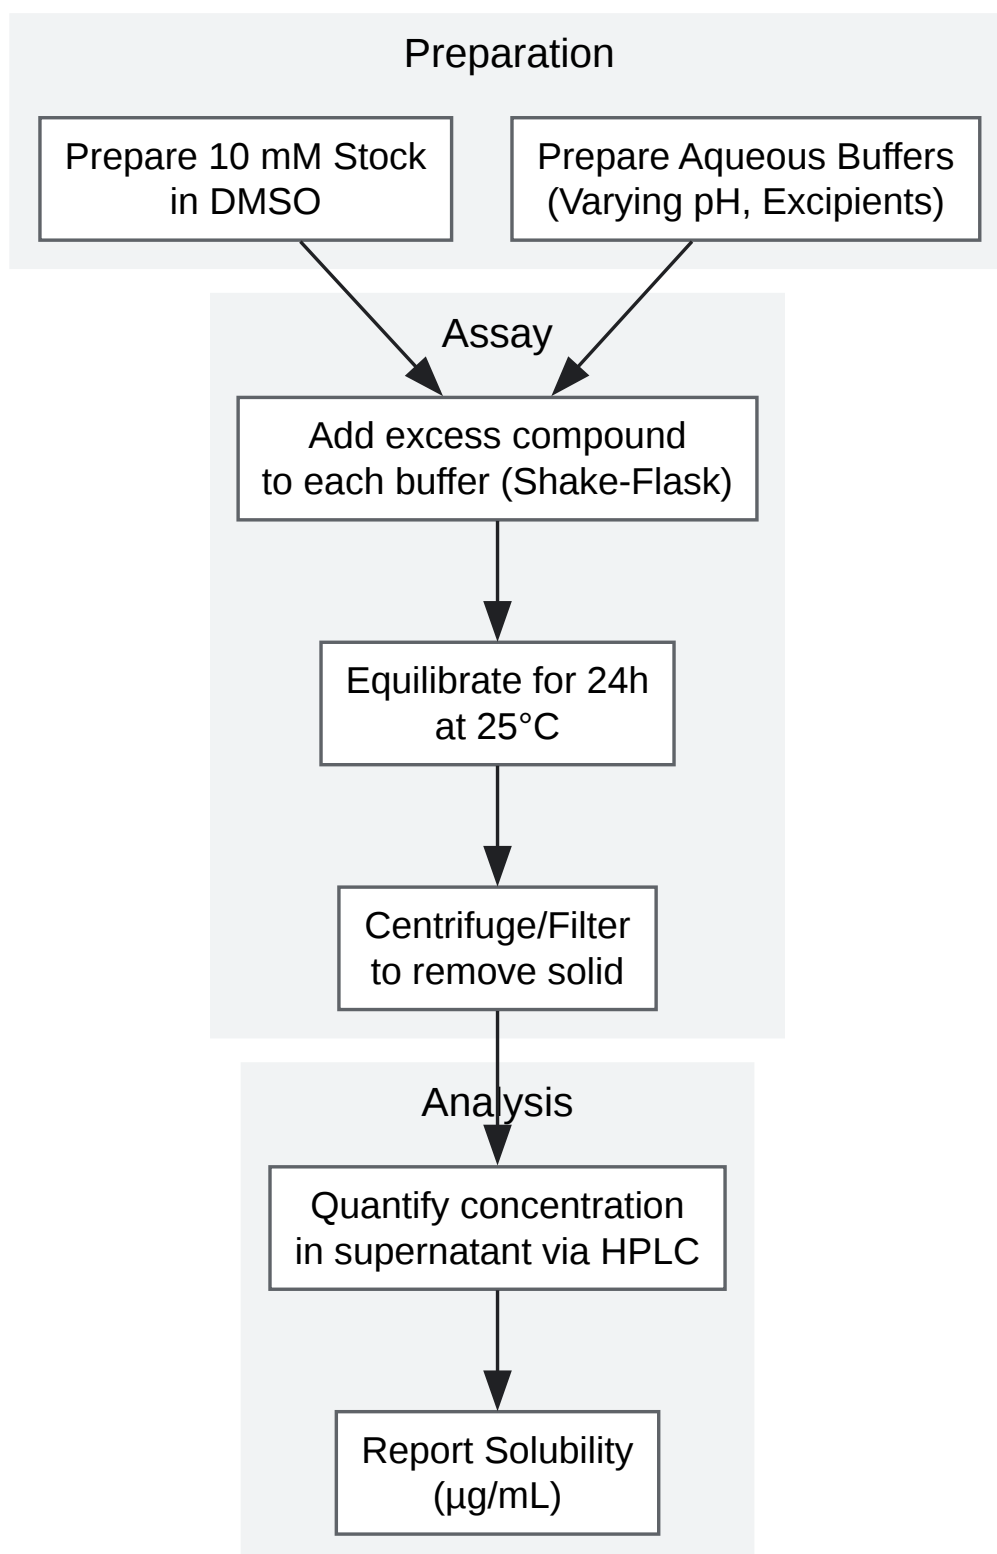 Preparation
Prepare 10 mM Stock
in DMSO
Prepare Aqueous Buffers
(Varying pH, Excipients)
Assay
Add excess compound
to each buffer (Shake-Flask)
Equilibrate for 24h
at 25°C
Centrifuge/Filter
to remove solid
Analysis
Quantify concentration
in supernatant via HPLC
Report Solubility
(µg/mL)